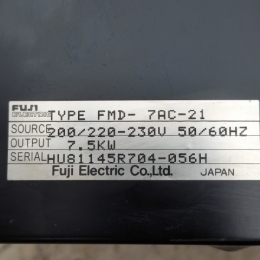 FUJI TYPE FMD- 7AC-21
SOURCE 200/220-230V 50/60HZ
OUTPUT 7.5KW
SERIAL HU81145R704-056H
Fuji Electric Co.,Ltd. JAPAN